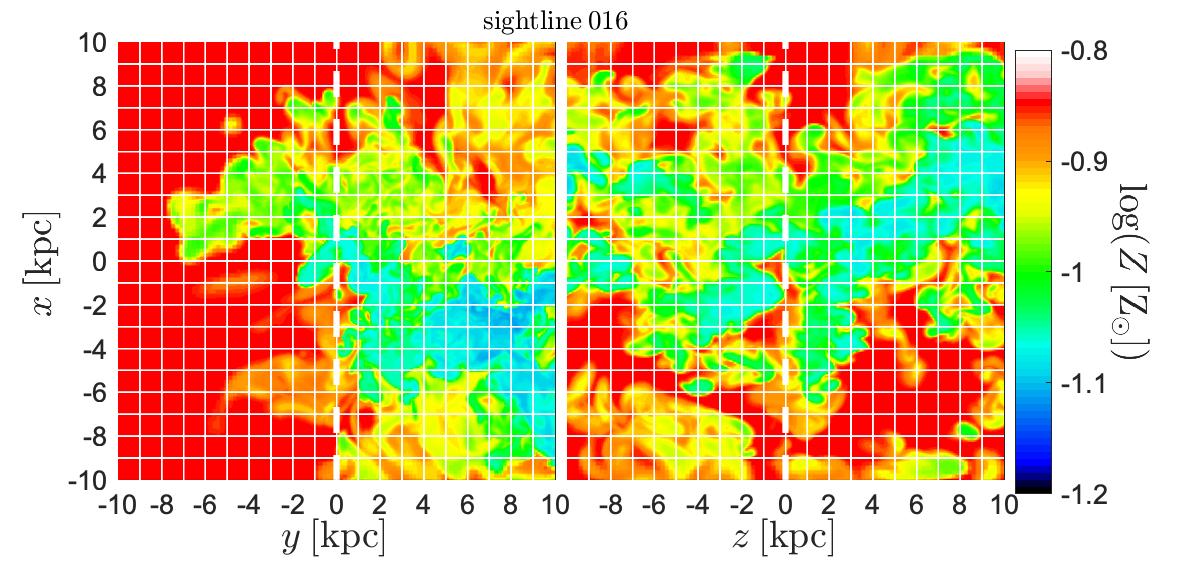 sightline 016
10
8
6
4
2
0
-2
-4
-6
-8
-10
x [kpc]
-10 -8 -6 -4 -2 0 2 4 6 8 10
y [kpc]
-8 -6 -4 -2 0 2 4 6 8 10
z [kpc]
-0.8
-0.9
-1
-1.1
-1.2
log(Z [Z⊙])